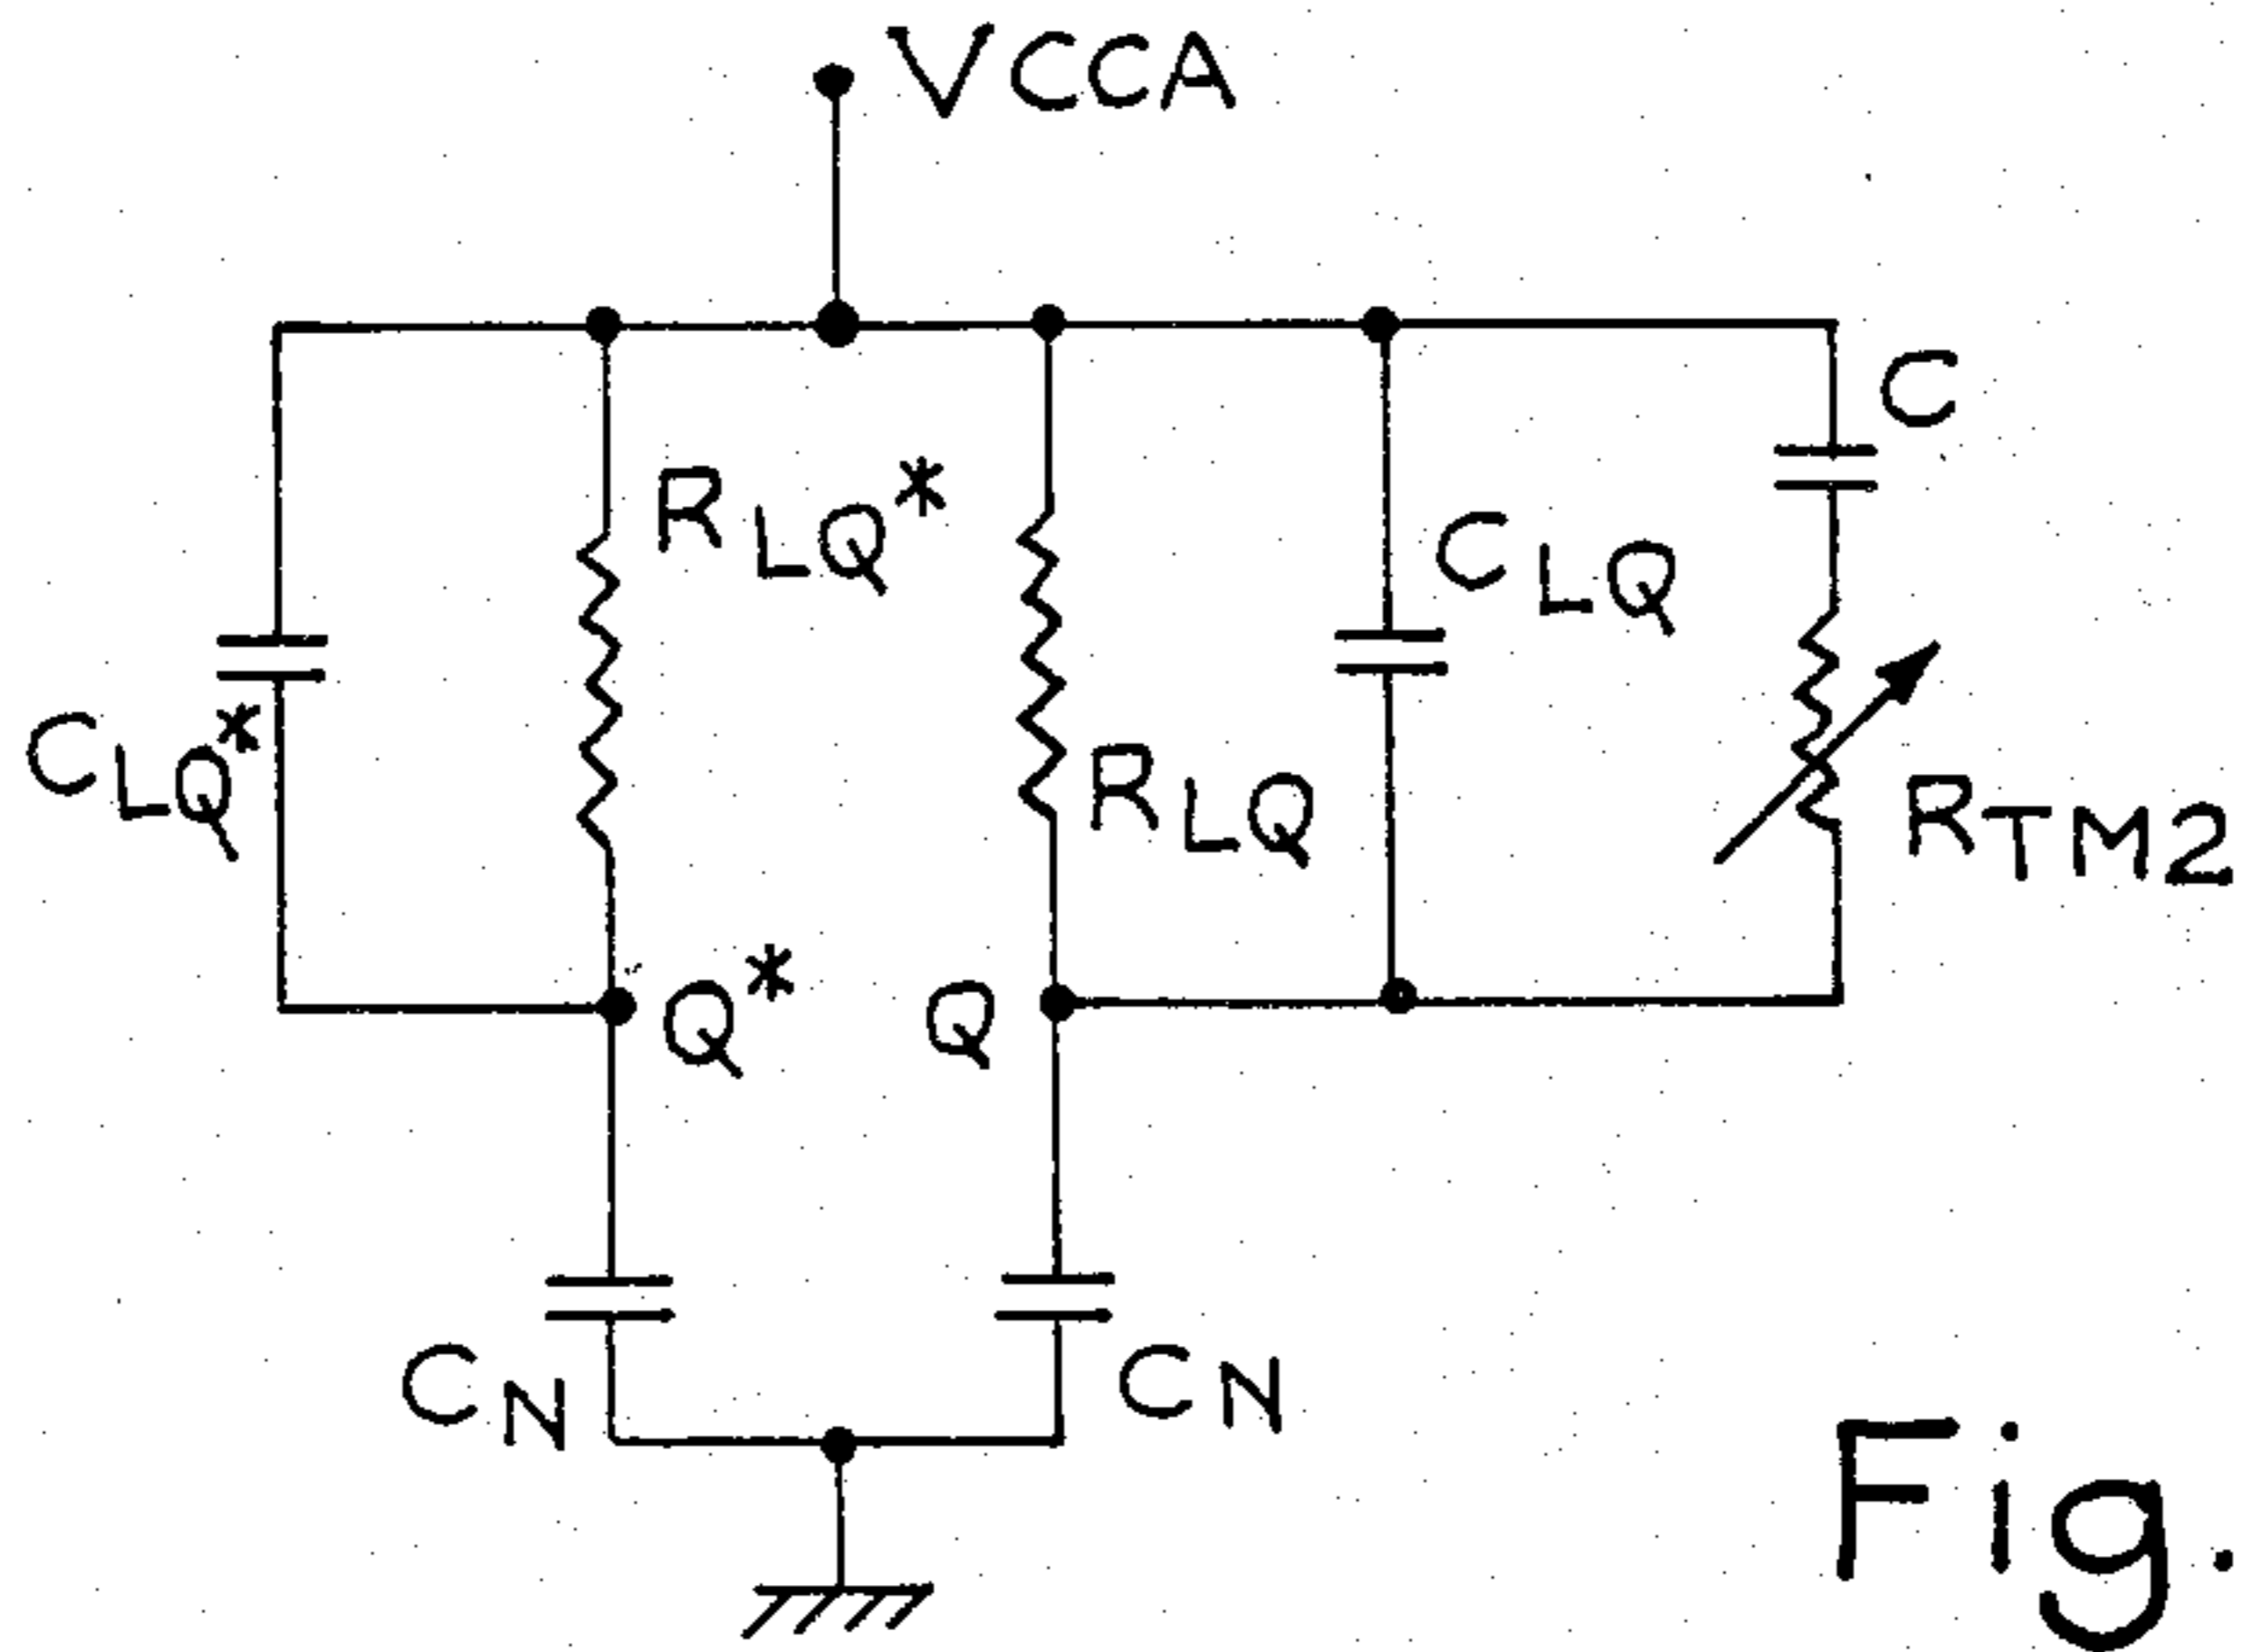 VCCA
C
RLQ*
CLQ
CLQ*
RLQ
RTM2
Q*
Q
CN
CN
Fig.